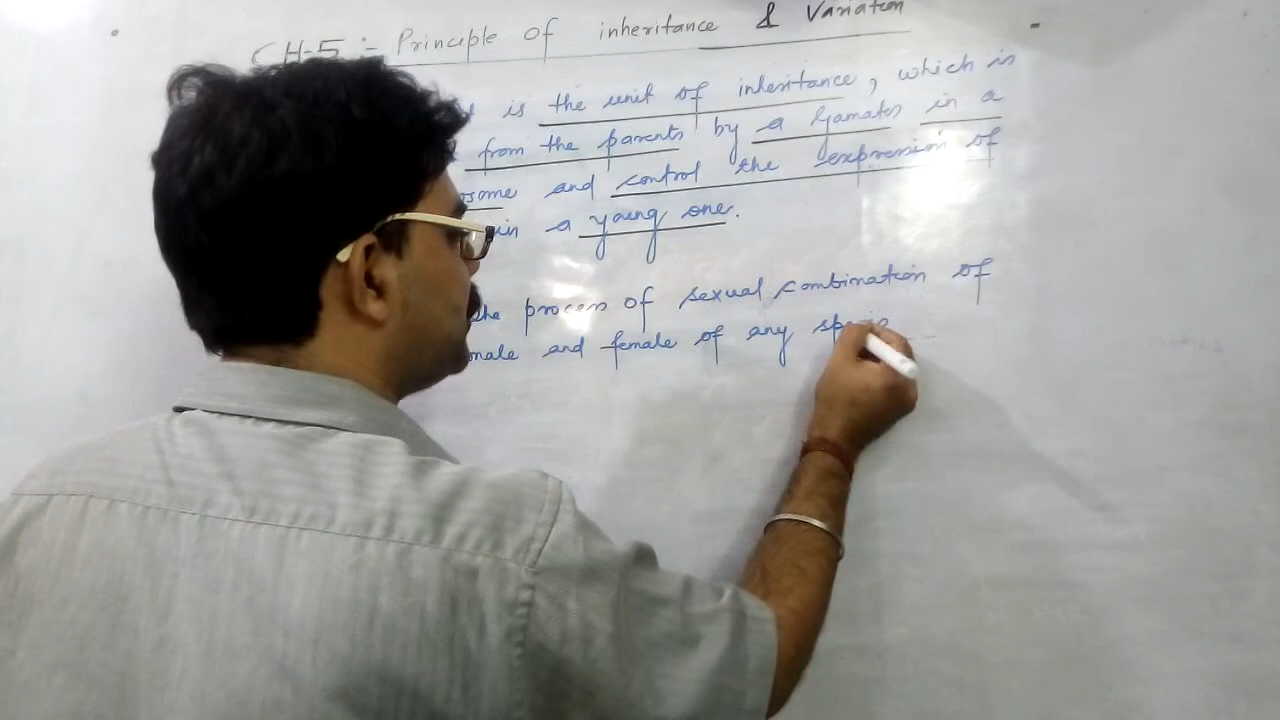 CH-5 :- Principle of inheritance & Variation
is the unit of inheritance, which is
from the parents by a Gamates in a
some and control the expression of
in a young one.
the process of sexual combination of
male and female of any specis